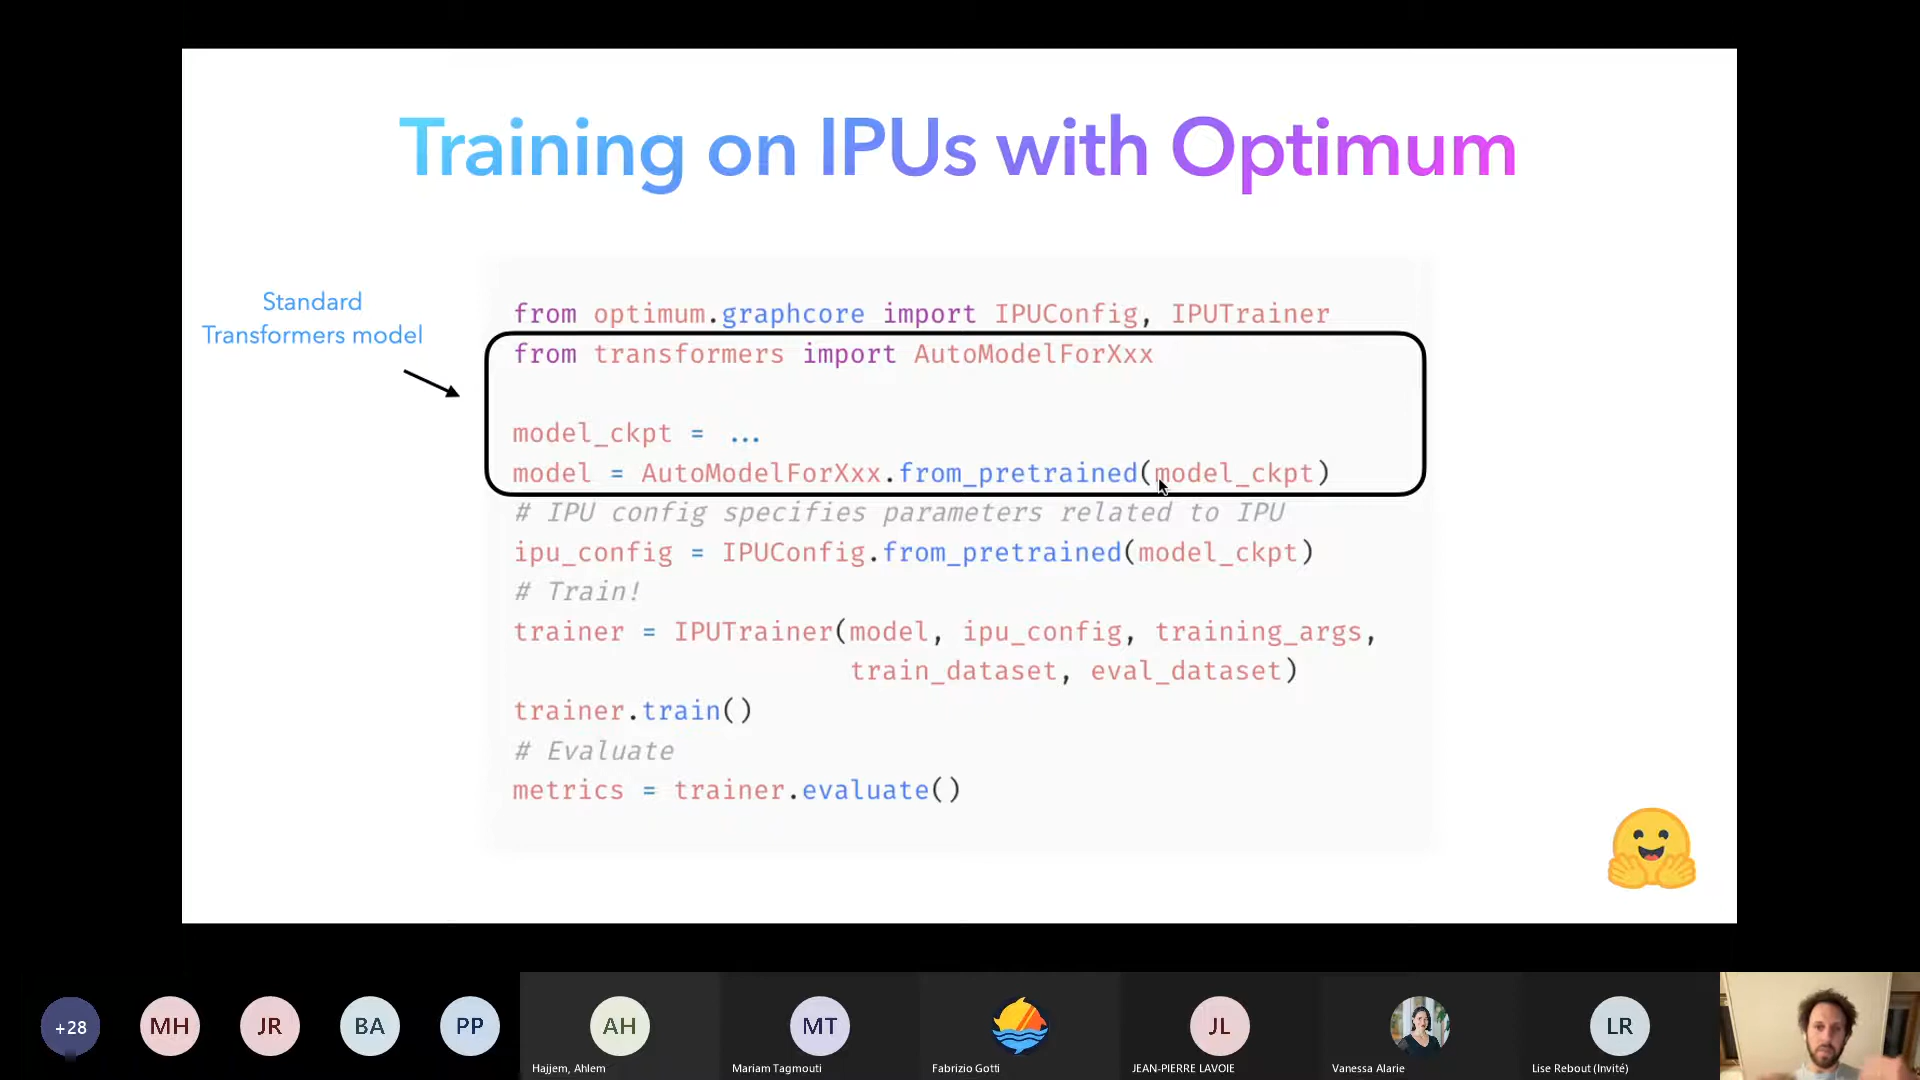 Training on IPUs with Optimum
Standard
Transformers model
from optimum.graphcore import IPUConfig, IPUTrainer
from transformers import AutoModelForXxx
model_ckpt = ...
model = AutoModelForXxx.from_pretrained(model_ckpt)
# IPU config specifies parameters related to IPU
ipu_config = IPUConfig.from_pretrained(model_ckpt)
# Train!
trainer = IPUTrainer(model, ipu_config, training_args,
train_dataset, eval_dataset)
trainer.train()
# Evaluate
metrics = trainer.evaluate()
+28
MH
JR
BA
PP
AH
MT
JL
LR
Hajjem, Ahlem
Mariam Tagmouti
Fabrizio Gotti
JEAN-PIERRE LAVOIE
Vanessa Alarie
Lise Rebout (Invité)